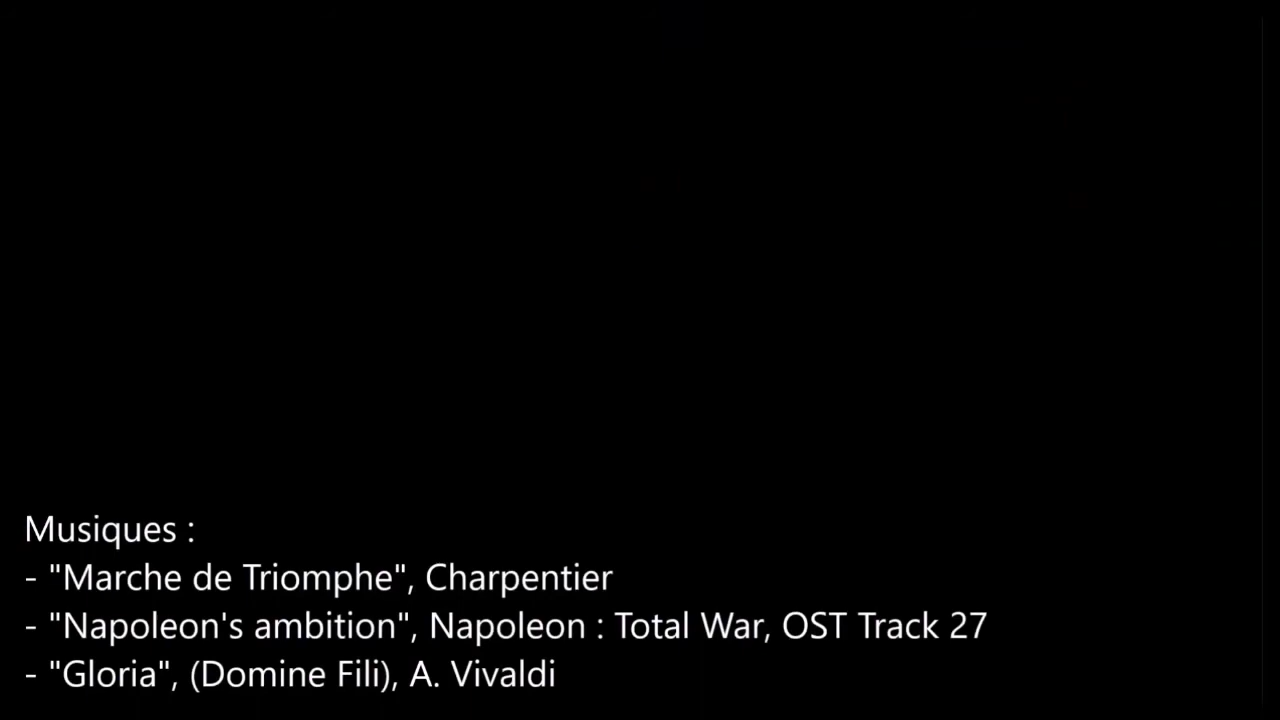 Musiques :
- "Marche de Triomphe", Charpentier
- "Napoleon's ambition", Napoleon : Total War, OST Track 27
- "Gloria", (Domine Fili), A. Vivaldi